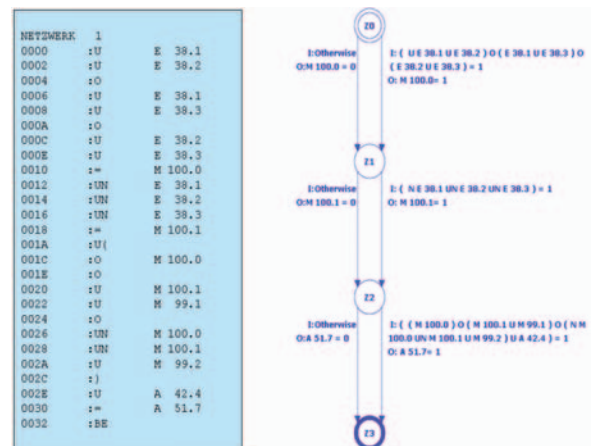 NETZWERK 1
0000 :U E 38.1
0002 :U E 38.2
0004 :O
0006 :U E 38.1
0008 :U E 38.3
000A :O
000C :U E 38.2
000E :U E 38.3
0010 := M 100.0
0012 :UN E 38.1
0014 :UN E 38.2
0016 :UN E 38.3
0018 := M 100.1
001A :U(
001C :O M 100.0
001E :O
0020 :U M 100.1
0022 :U M 99.1
0024 :O
0026 :UN M 100.0
0028 :UN M 100.1
002A :U M 99.2
002C :)
002E :U A 42.4
0030 := A 51.7
0032 :BE
Z0
I:Otherwise
O:M 100.0 = 0
I: ( U E 38.1 U E 38.2 ) O ( E 38.1 U E 38.3 ) O
( E 38.2 U E 38.3 ) = 1
O: M 100.0= 1
Z1
I:Otherwise
O:M 100.1 = 0
I: ( N E 38.1 UN E 38.2 UN E 38.3 ) = 1
O: M 100.1= 1
Z2
I:Otherwise
O:A 51.7 = 0
I: ( ( M 100.0 ) O ( M 100.1 U M 99.1 ) O ( N M
100.0 UN M 100.1 U M 99.2 ) U A 42.4 ) = 1
O: A 51.7= 1
Z3